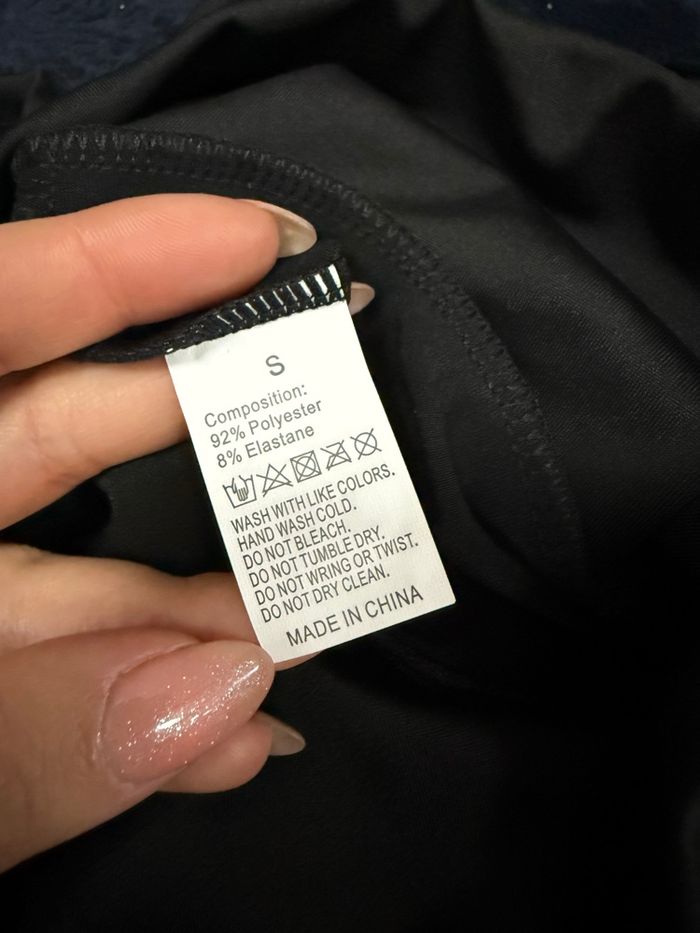 S
Composition:
92% Polyester
8% Elastane
WASH WITH LIKE COLORS.
HAND WASH COLD.
DO NOT BLEACH.
DO NOT TUMBLE DRY.
DO NOT WRING OR TWIST.
DO NOT DRY CLEAN.
MADE IN CHINA